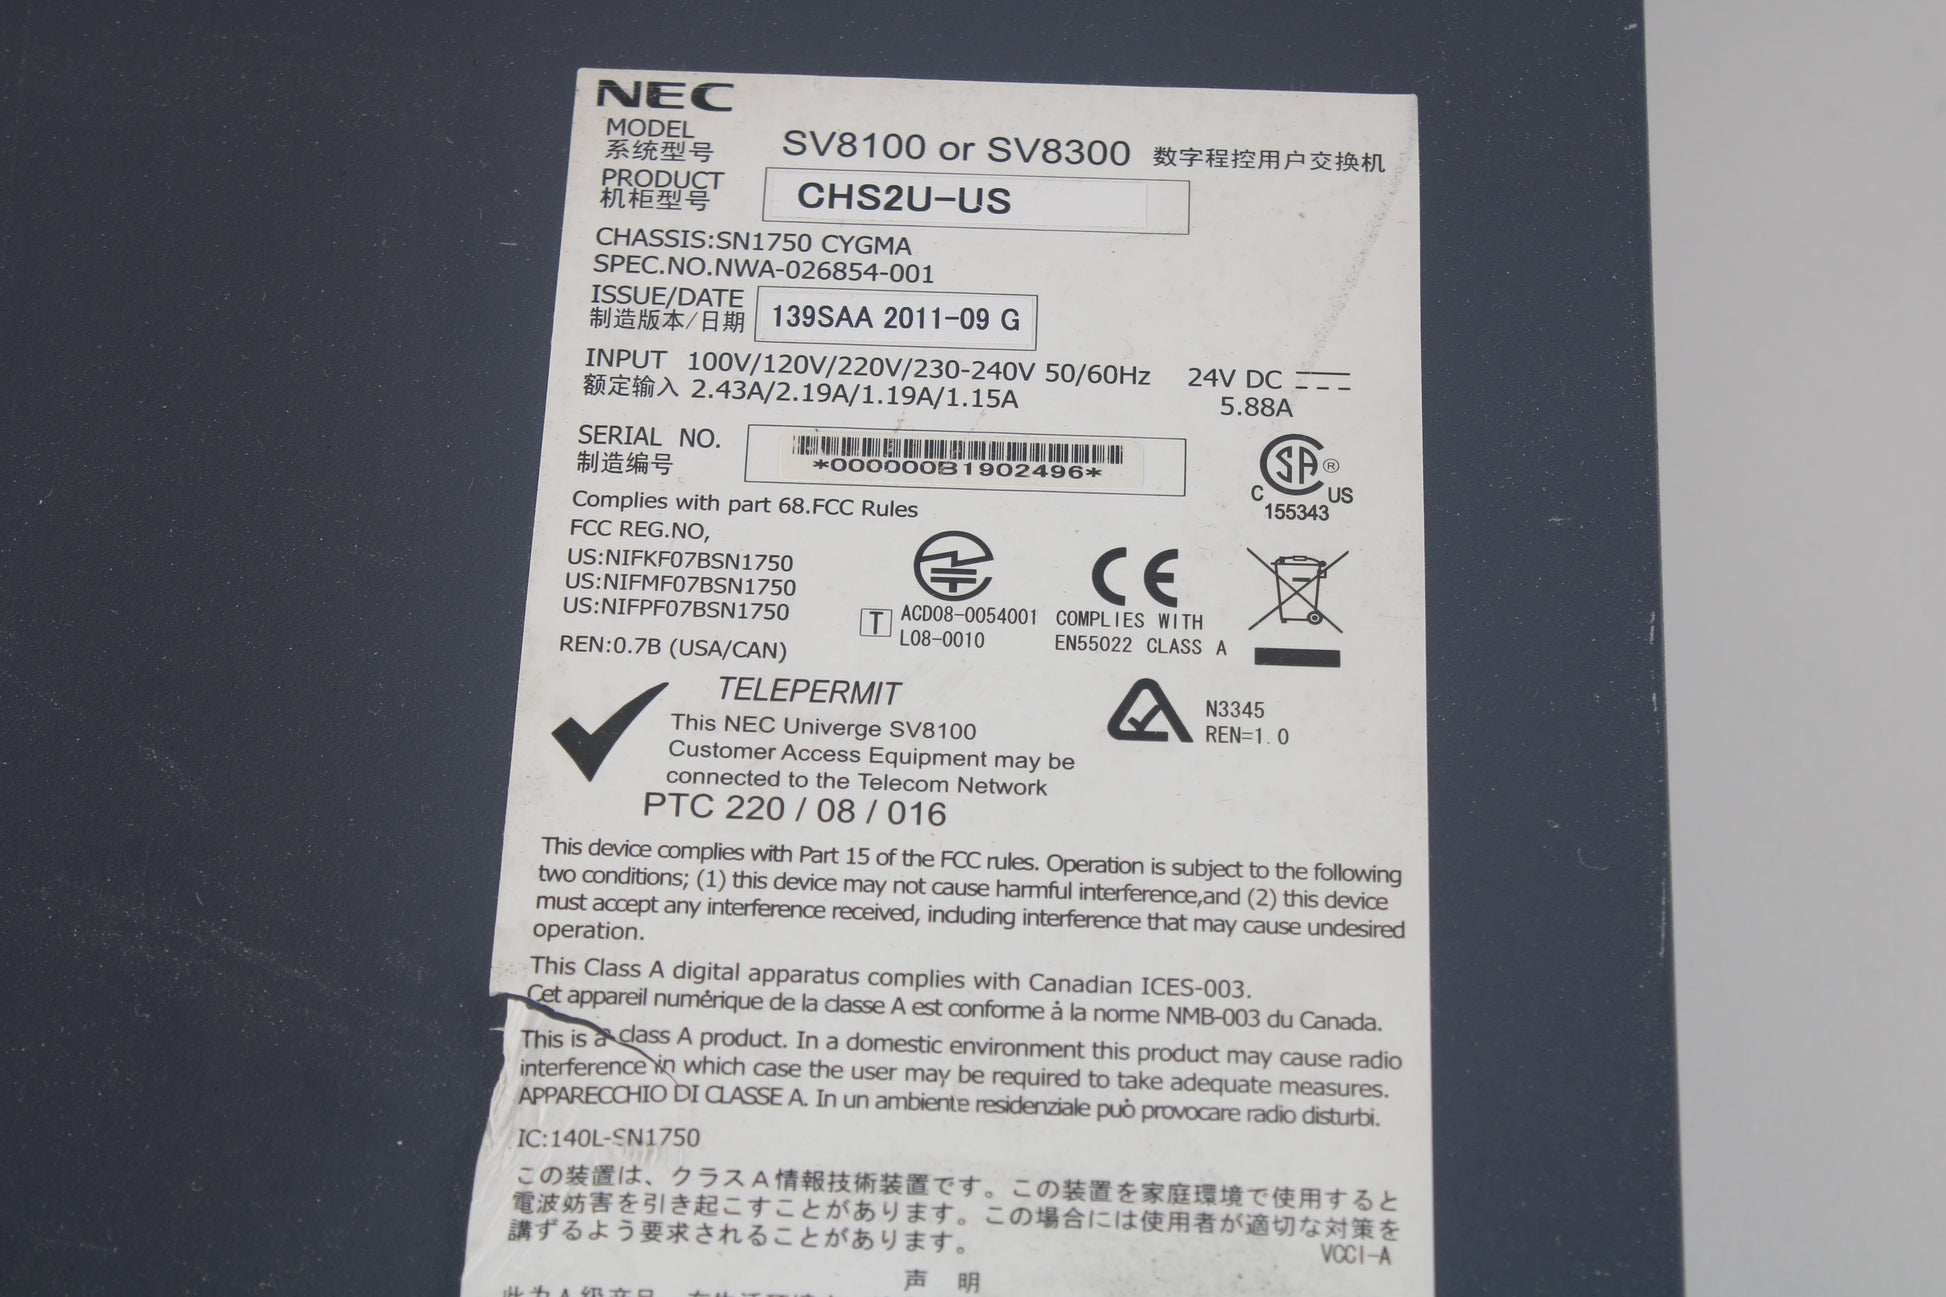 NEC
MODEL
系统型号
SV8100 or SV8300 数字程控用户交换机
PRODUCT
机柜型号
CHS2U-US
CHASSIS:SN1750 CYGMA
SPEC.NO.NWA-026854-001
ISSUE/DATE
制造版本/日期
139SAA 2011-09 G
INPUT 100V/120V/220V/230-240V 50/60Hz 24V DC
额定输入 2.43A/2.19A/1.19A/1.15A 5.88A
SERIAL NO.
制造编号
*000000B1902496*
SA ®
C US
155343
Complies with part 68.FCC Rules
FCC REG.NO,
US:NIFKF07BSN1750
US:NIFMF07BSN1750
US:NIFPF07BSN1750
REN:0.7B (USA/CAN)
T ACD08-0054001
L08-0010
CE
COMPLIES WITH
EN55022 CLASS A
TELEPERMIT
This NEC Univerge SV8100
Customer Access Equipment may be
connected to the Telecom Network
PTC 220 / 08 / 016
N3345
REN=1.0
This device complies with Part 15 of the FCC rules. Operation is subject to the following
two conditions; (1) this device may not cause harmful interference,and (2) this device
must accept any interference received, including interference that may cause undesired
operation.
This Class A digital apparatus complies with Canadian ICES-003.
Cet appareil numérique de la classe A est conforme à la norme NMB-003 du Canada.
This is a class A product. In a domestic environment this product may cause radio
interference in which case the user may be required to take adequate measures.
APPARECCHIO DI CLASSE A. In un ambiente residenziale può provocare radio disturbi.
IC:140L-SN1750
この装置は、クラスA情報技術装置です。この装置を家庭環境で使用すると
電波妨害を引き起こすことがあります。この場合には使用者が適切な対策を
講ずるよう要求されることがあります。
VCCI-A
声 明